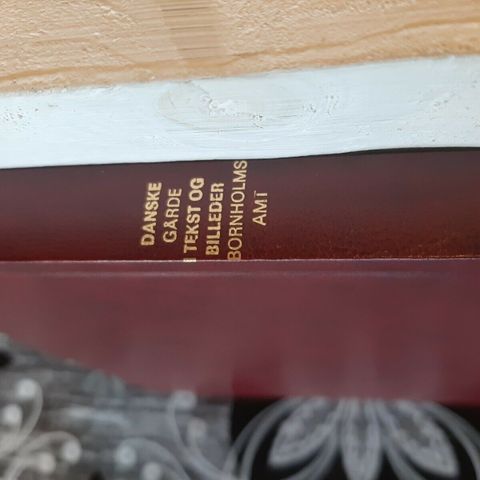 DANSKE
GÅRDE
I TEKST OG
BILLEDER
BORNHOLMS
AMT